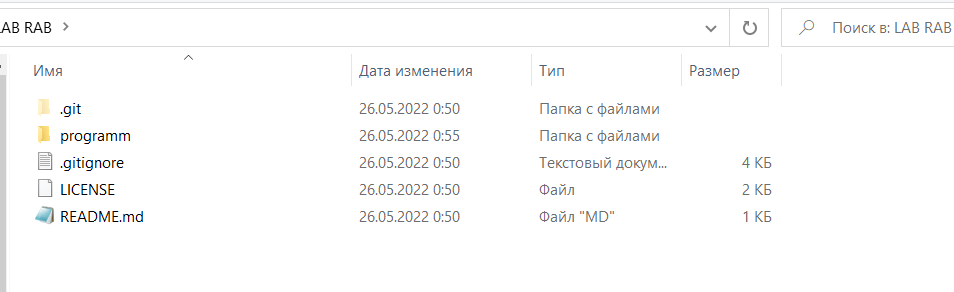 LAB RAB
Поиск в: LAB RAB
Имя Дата изменения Тип Размер
.git 26.05.2022 0:50 Папка с файлами
programm 26.05.2022 0:55 Папка с файлами
.gitignore 26.05.2022 0:50 Текстовый докум... 4 КБ
LICENSE 26.05.2022 0:50 Файл 2 КБ
README.md 26.05.2022 0:50 Файл "MD" 1 КБ